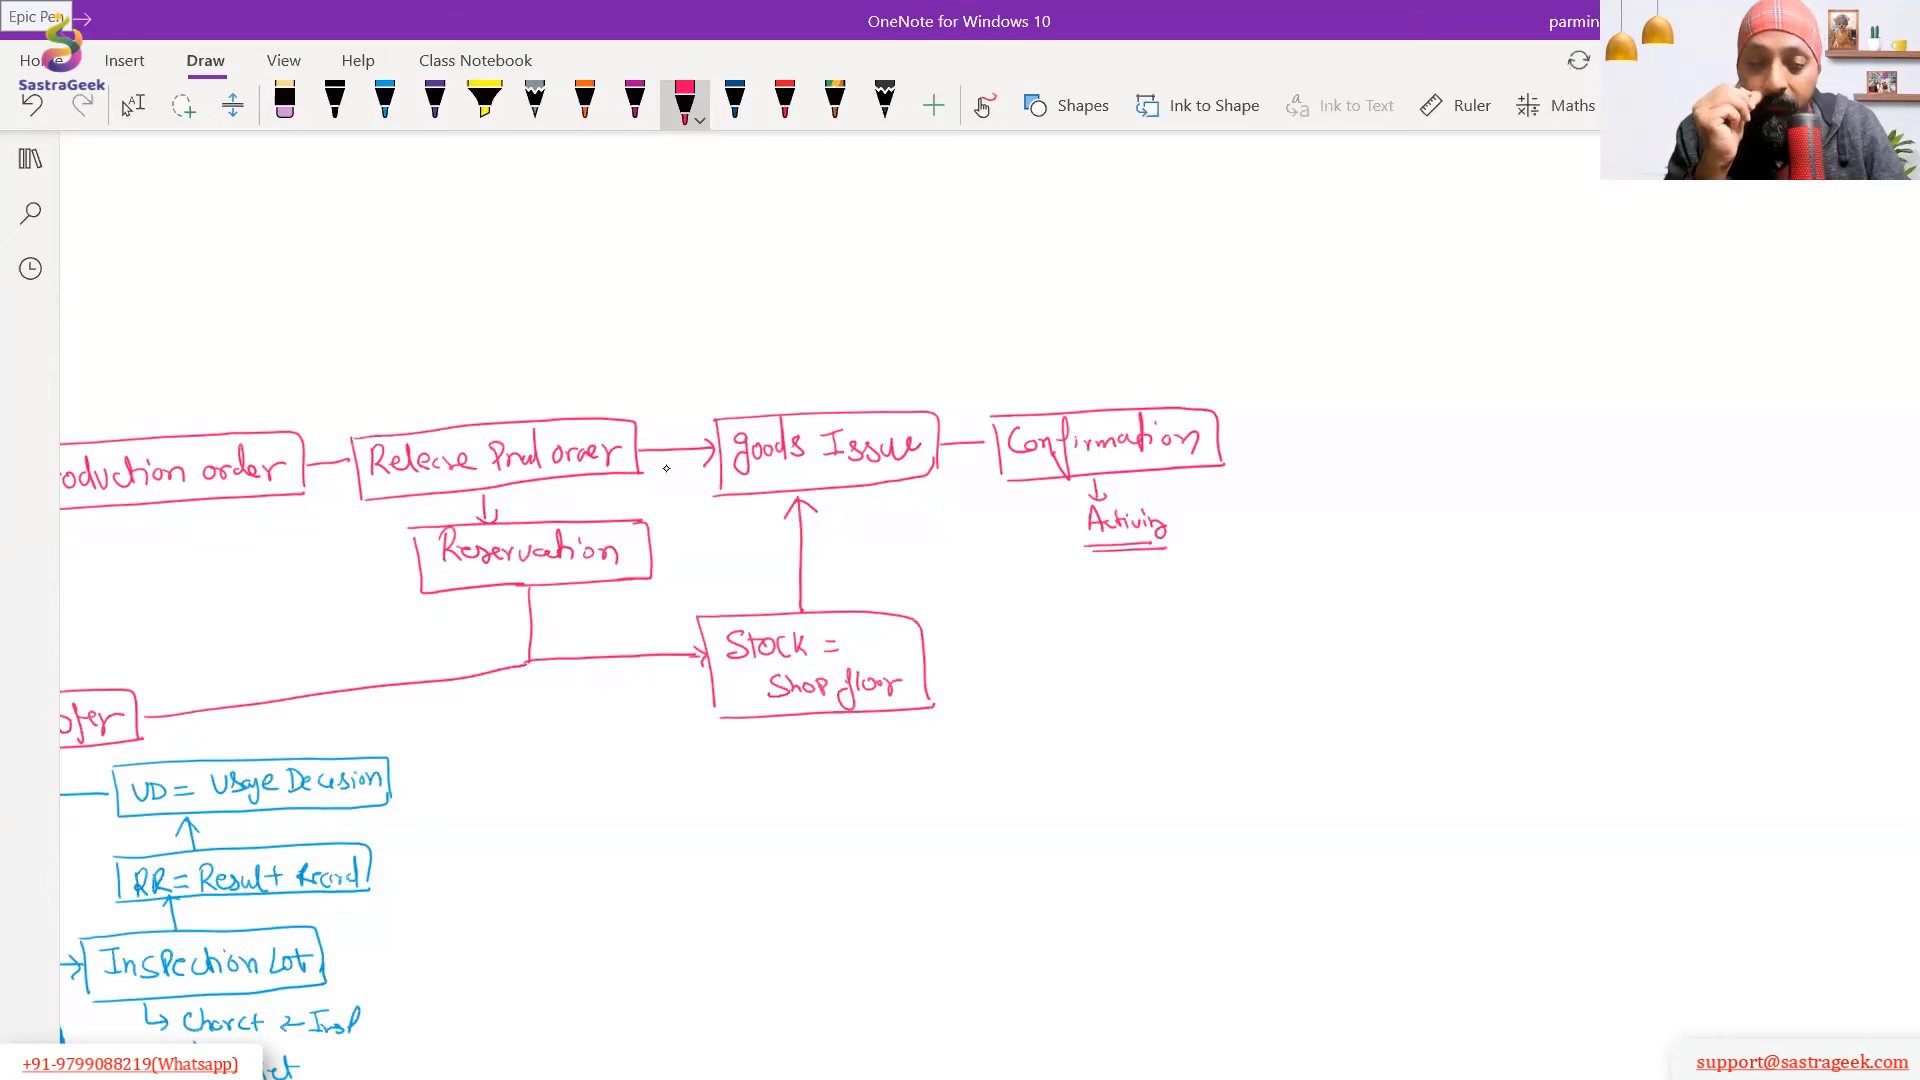 Epic Pen
OneNote for Windows 10
parmin
Home
Insert
Draw
View
Help
Class Notebook
SastraGeek
Shapes
Ink to Shape
Ink to Text
Ruler
Maths
oduction order
Release Prod order
goods Issue
Confirmation
Activity
Reservation
Stock =
Shop floor
sfer
UD = Usage Decision
RR = Result Record
Inspection Lot
Charct & Insp
+91-9799088219(Whatsapp)
support@sastrageek.com